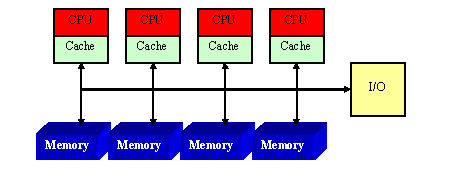 CPU CPU CPU CPU
Cache Cache Cache Cache
I/O
Memory Memory Memory Memory